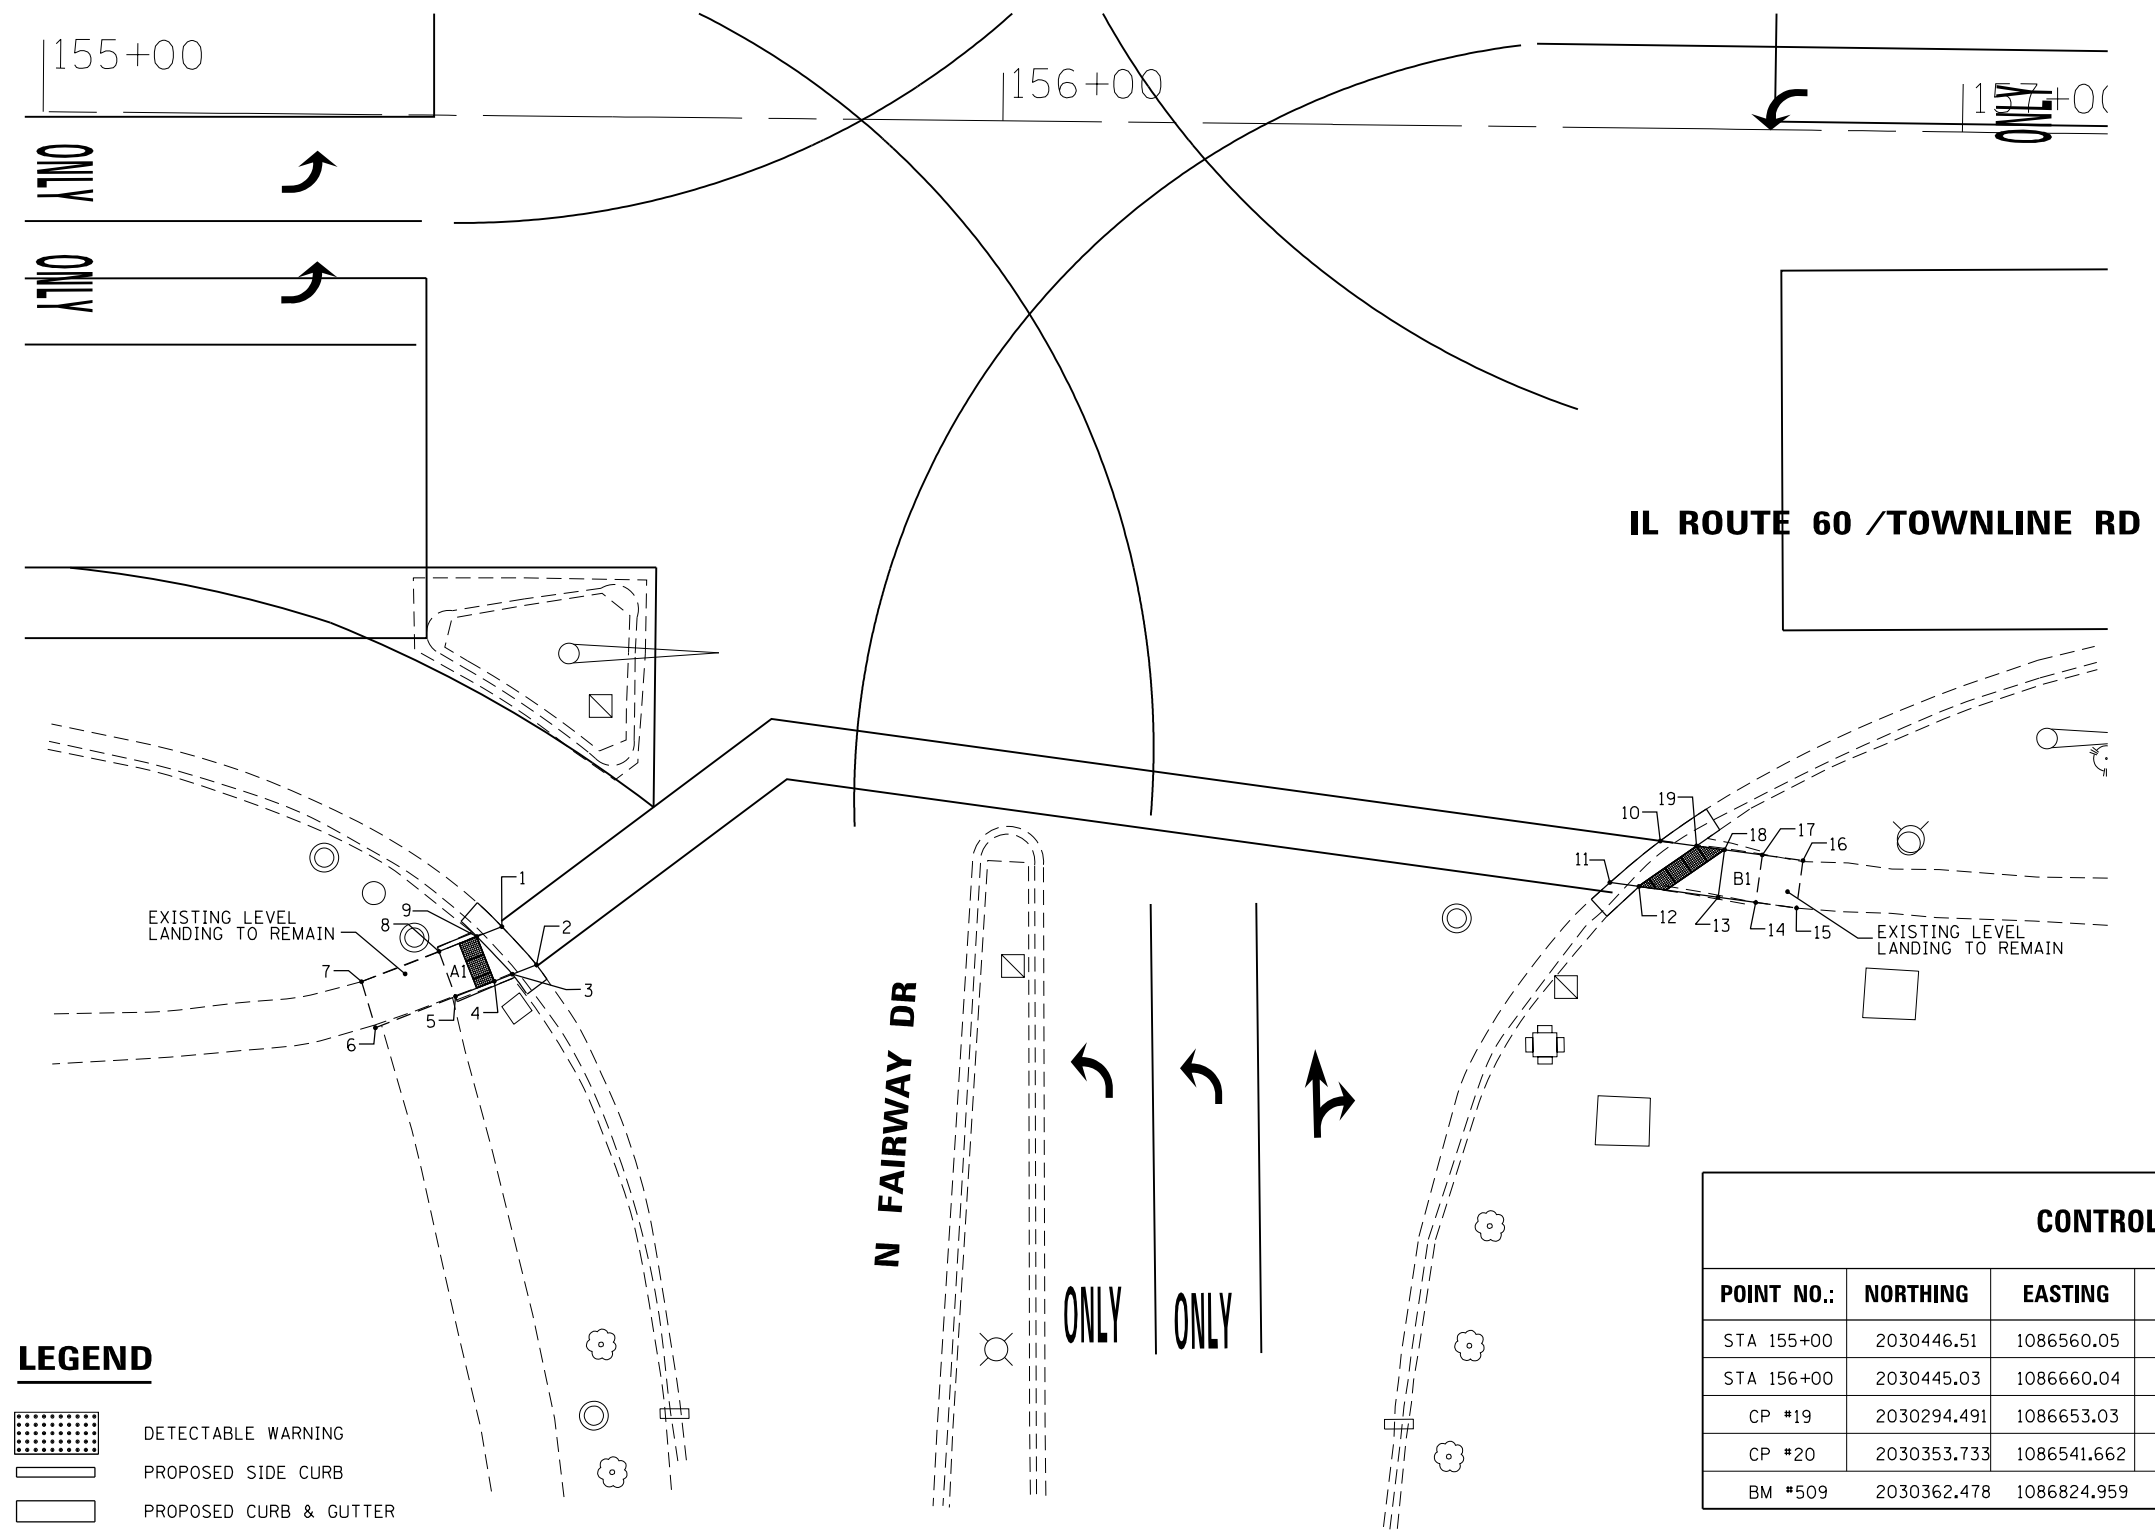 155+00
156+00
157+00
ONLY
ONLY
ONLY
IL ROUTE 60 /TOWNLINE RD
10
19
18
17
16
11
B1
12
13
14
15
EXISTING LEVEL
LANDING TO REMAIN
1
2
9
8
EXISTING LEVEL
LANDING TO REMAIN
7
A1
3
5
4
6
N FAIRWAY DR
ONLY
ONLY
CONTROL
POINT NO.: NORTHING EASTING
STA 155+00 2030446.51 1086560.05
STA 156+00 2030445.03 1086660.04
CP #19 2030294.491 1086653.03
CP #20 2030353.733 1086541.662
BM #509 2030362.478 1086824.959
LEGEND
DETECTABLE WARNING
PROPOSED SIDE CURB
PROPOSED CURB & GUTTER